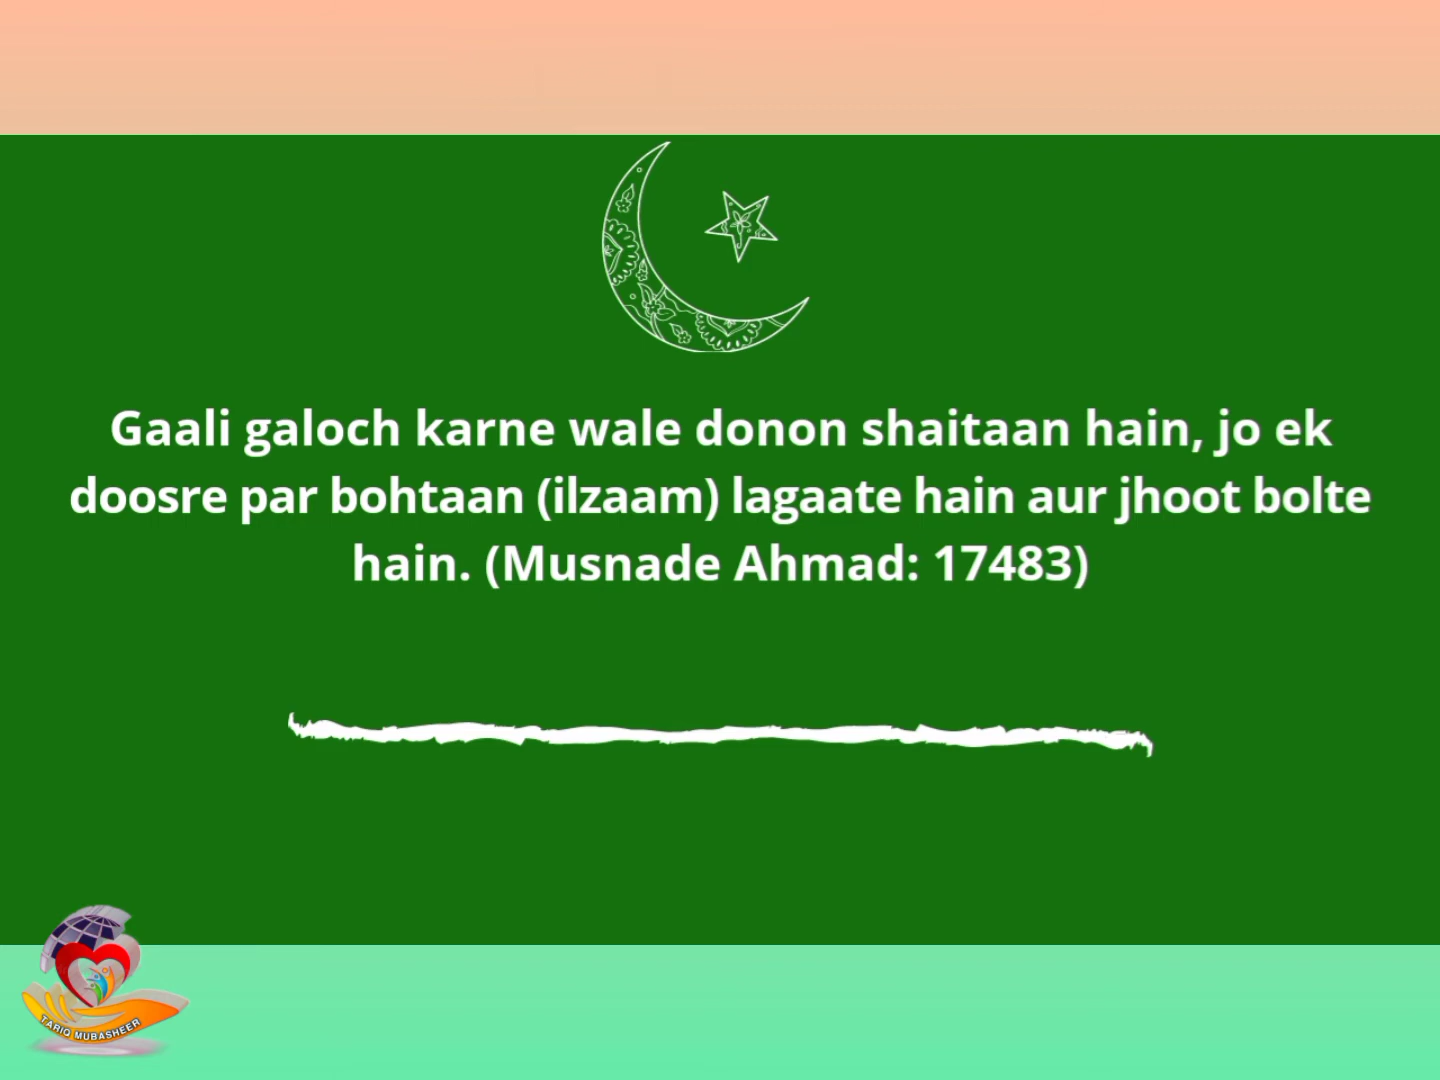 Gaali galoch karne wale donon shaitaan hain, jo ek
doosre par bohtaan (ilzaam) lagaate hain aur jhoot bolte
hain. (Musnade Ahmad: 17483)
TARIQ MUBASHEER